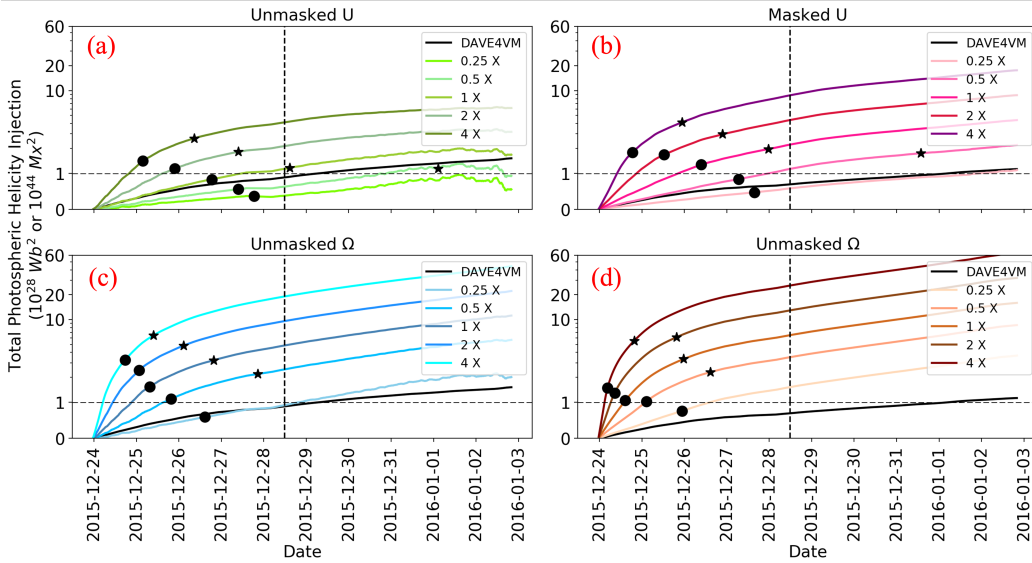 Unmasked U
Masked U
(a)
(b)
60
20
10
1
0
DAVE4VM
0.25 X
0.5 X
1 X
2 X
4 X
60
20
10
1
0
DAVE4VM
0.25 X
0.5 X
1 X
2 X
4 X
Total Photospheric Helicity Injection
(10^28 Wb^2 or 10^44 Mx^2)
Unmasked Ω
Unmasked Ω
(c)
(d)
60
20
10
1
0
DAVE4VM
0.25 X
0.5 X
1 X
2 X
4 X
60
20
10
1
0
DAVE4VM
0.25 X
0.5 X
1 X
2 X
4 X
2015-12-24
2015-12-25
2015-12-26
2015-12-27
2015-12-28
2015-12-29
2015-12-30
2015-12-31
2016-01-01
2016-01-02
2016-01-03
2015-12-24
2015-12-25
2015-12-26
2015-12-27
2015-12-28
2015-12-29
2015-12-30
2015-12-31
2016-01-01
2016-01-02
2016-01-03
Date
Date